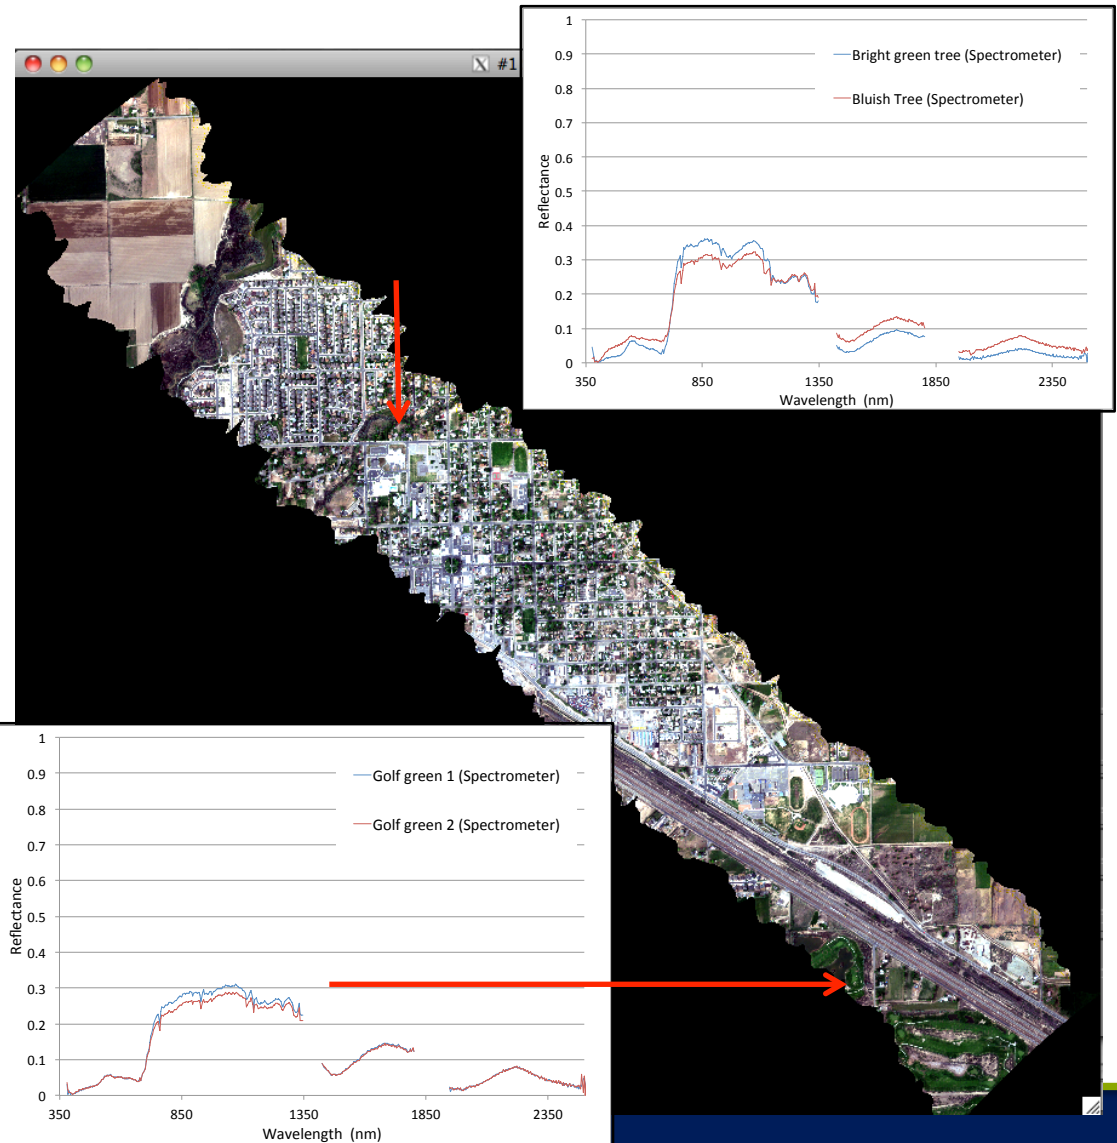 #1
1
0.9
0.8
0.7
0.6
0.5
0.4
0.3
0.2
0.1
0
Reflectance
Bright green tree (Spectrometer)
Bluish Tree (Spectrometer)
350 850 1350 1850 2350
Wavelength (nm)
1
0.9
0.8
0.7
0.6
0.5
0.4
0.3
0.2
0.1
0
Reflectance
Golf green 1 (Spectrometer)
Golf green 2 (Spectrometer)
350 850 1350 1850 2350
Wavelength (nm)